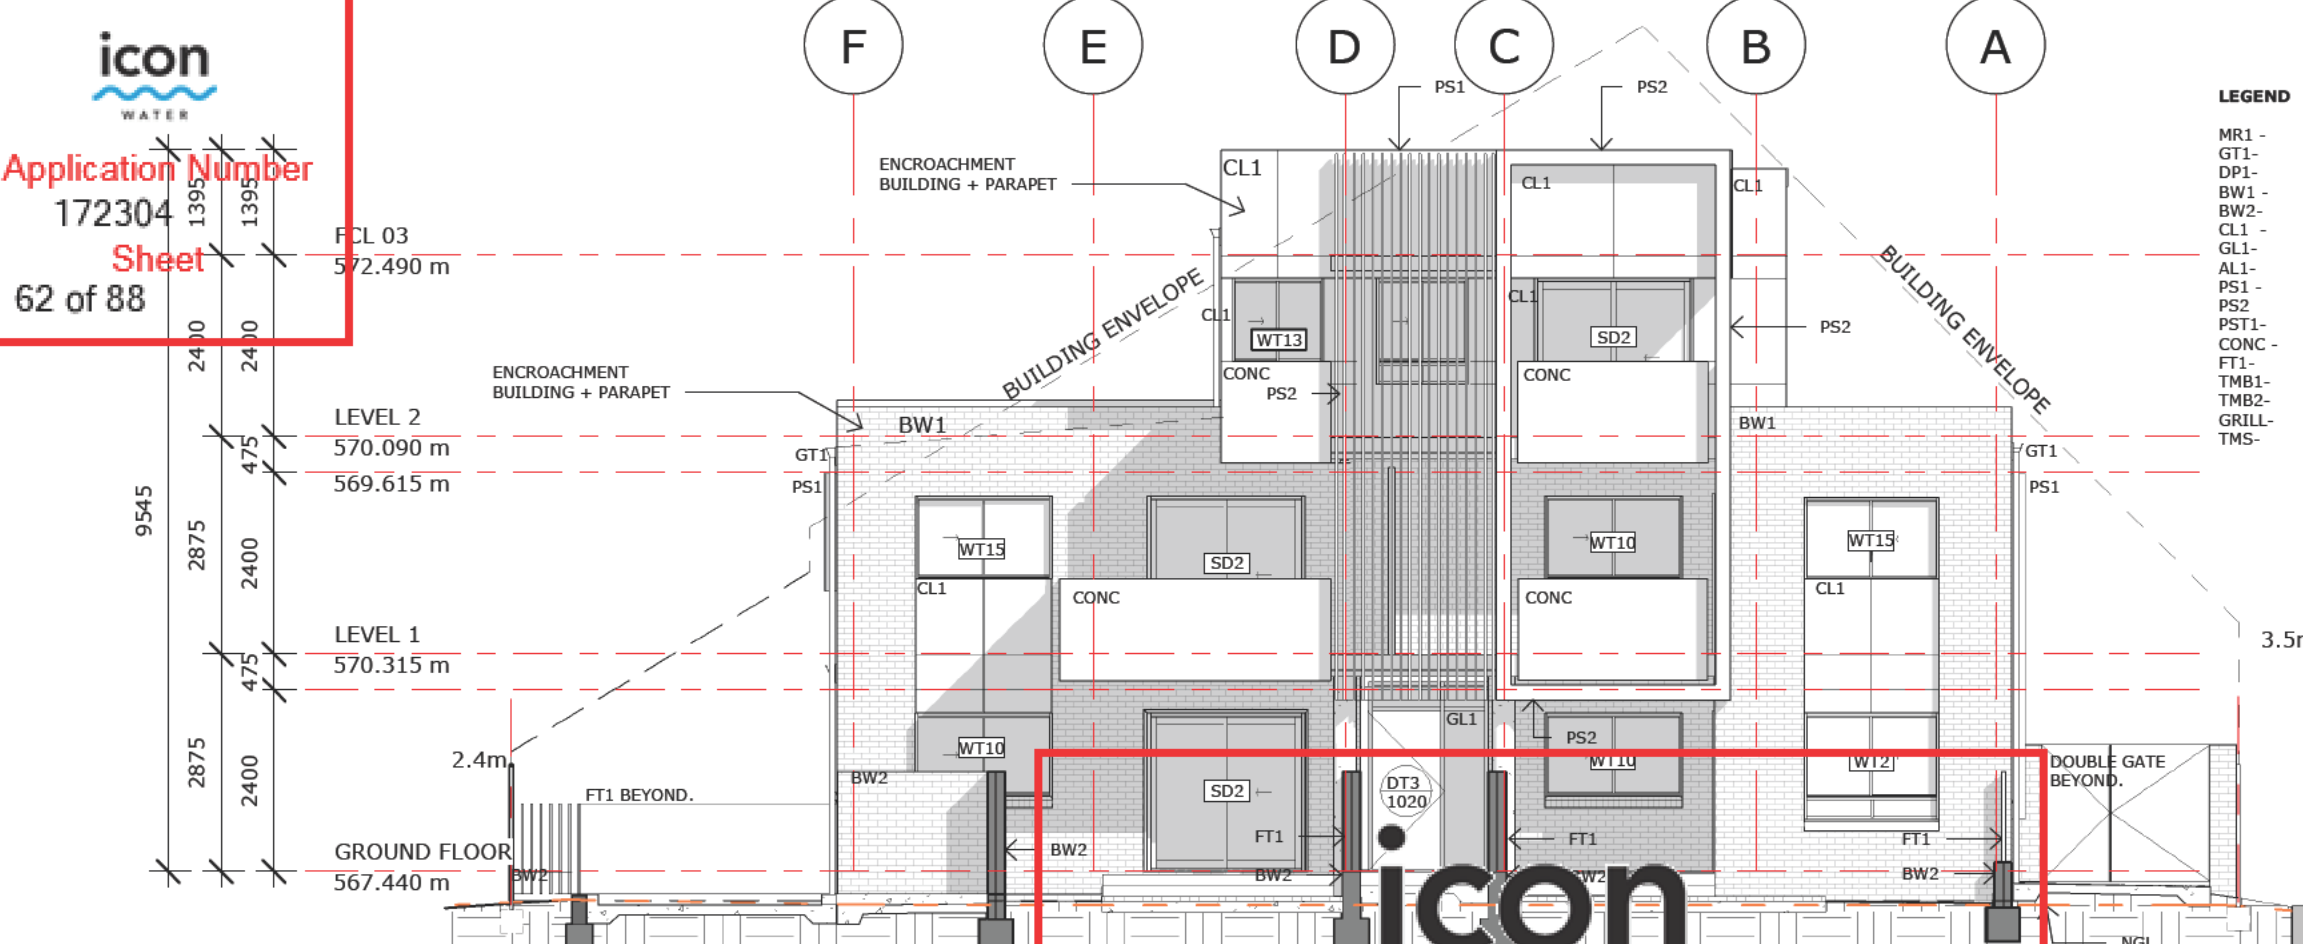 icon
WATER
Application Number
172304
Sheet
62 of 88
F
E
D
C
B
A
PS1
PS2
LEGEND
MR1 -
GT1-
DP1-
BW1 -
BW2-
CL1 -
GL1-
AL1-
PS1 -
PS2
PST1-
CONC -
FT1-
TMB1-
TMB2-
GRILL-
TMS-
ENCROACHMENT
BUILDING + PARAPET
CL1
CL1
CL1
1395
1395
FCL 03
572.490 m
BUILDING ENVELOPE
BUILDING ENVELOPE
CL1
WT13
CL1
SD2
PS2
2400
2400
ENCROACHMENT
BUILDING + PARAPET
CONC
PS2
CONC
LEVEL 2
570.090 m
BW1
BW1
475
569.615 m
GT1
PS1
GT1
PS1
9545
2875
2400
WT15
SD2
WT10
WT15
CL1
CONC
CONC
CL1
LEVEL 1
570.315 m
475
3.5m
GL1
PS2
2.4m
WT10
WT10
WT2
DOUBLE GATE
BEYOND.
2875
2400
BW2
FT1 BEYOND.
SD2
DT3
1020
FT1
FT1
FT1
GROUND FLOOR
567.440 m
BW2
BW2
BW2
BW2
BW2
icon
NGL